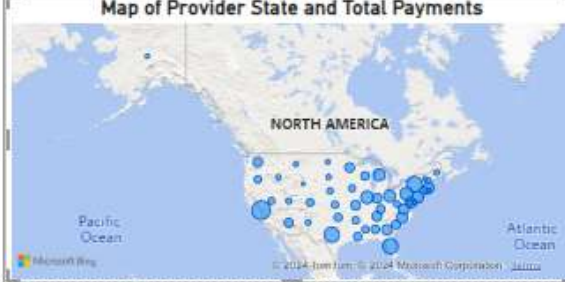 Map of Provider State and Total Payments
NORTH AMERICA
Pacific
Ocean
Atlantic
Ocean
Microsoft Bing
© 2024 TomTom, © 2024 Microsoft Corporation Terms